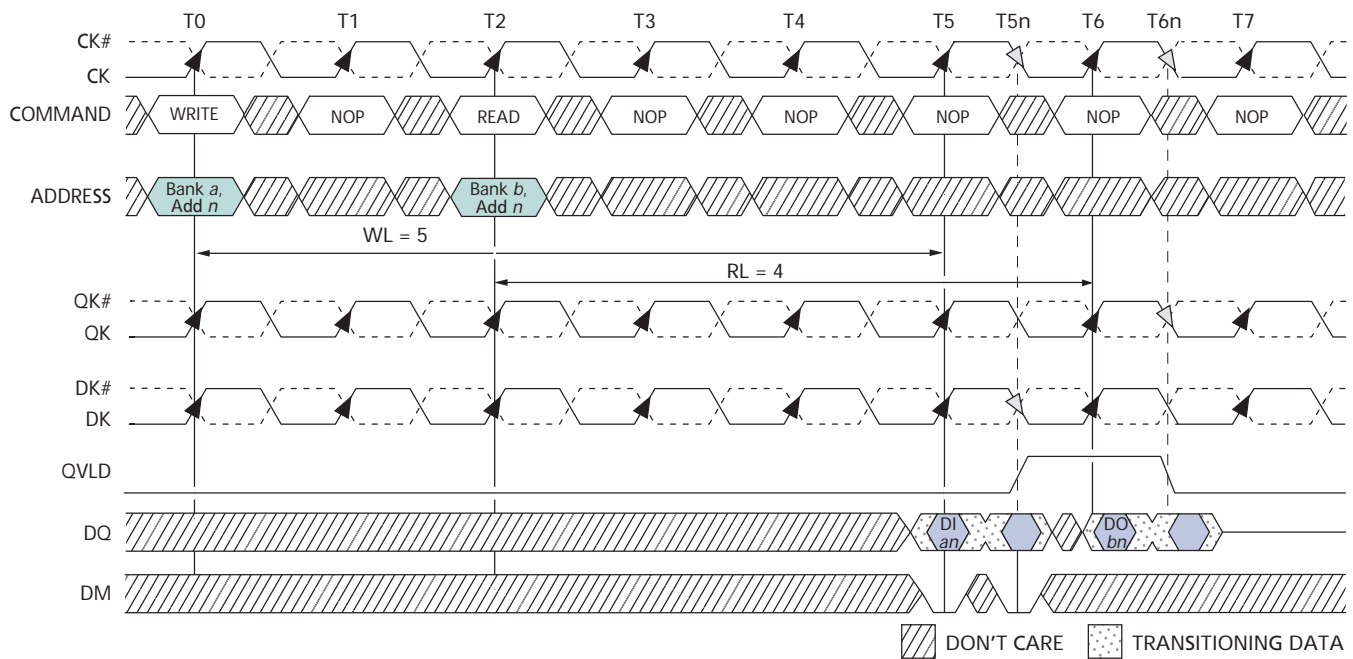 T0 T1 T2 T3 T4 T5 T5n T6 T6n T7
CK#
CK
COMMAND WRITE NOP READ NOP NOP NOP NOP NOP
ADDRESS Bank a, Add n Bank b, Add n
WL = 5
RL = 4
QK#
QK
DK#
DK
QVLD
DQ DI an DO bn
DM
DON'T CARE TRANSITIONING DATA